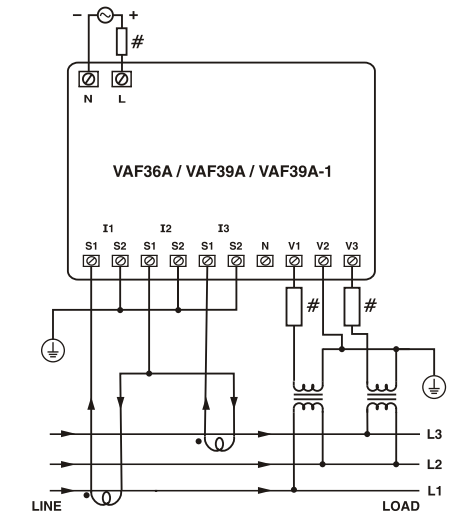 − +
#
N L
VAF36A / VAF39A / VAF39A-1
I1 I2 I3
S1 S2 S1 S2 S1 S2 N V1 V2 V3
# #
L3
L2
L1
LINE LOAD